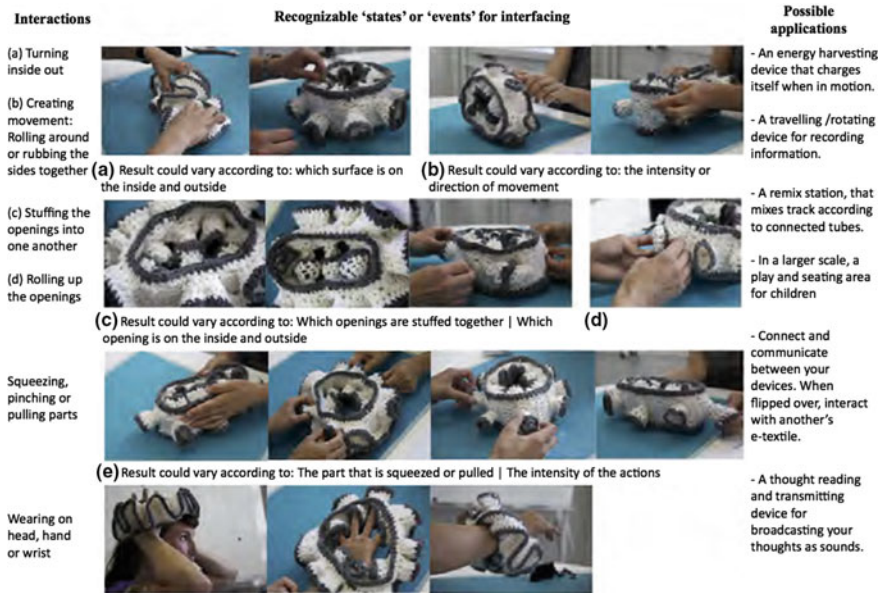 Interactions
Recognizable ‘states’ or ‘events’ for interfacing
Possible
applications
(a) Turning
inside out
(b) Creating
movement:
Rolling around
or rubbing the
sides together
(a) Result could vary according to: which surface is on
the inside and outside
(b) Result could vary according to: the intensity or
direction of movement
- An energy harvesting
device that charges
itself when in motion.
- A travelling /rotating
device for recording
information.
(c) Stuffing the
openings into
one another
(d) Rolling up
the openings
(c) Result could vary according to: Which openings are stuffed together | Which
opening is on the inside and outside
(d)
- A remix station, that
mixes track according
to connected tubes.
- In a larger scale, a
play and seating area
for children
Squeezing,
pinching or
pulling parts
(e) Result could vary according to: The part that is squeezed or pulled | The intensity of the actions
- Connect and
communicate
between your
devices. When
flipped over, interact
with another’s
e-textile.
Wearing on
head, hand
or wrist
- A thought reading
and transmitting
device for
broadcasting your
thoughts as sounds.